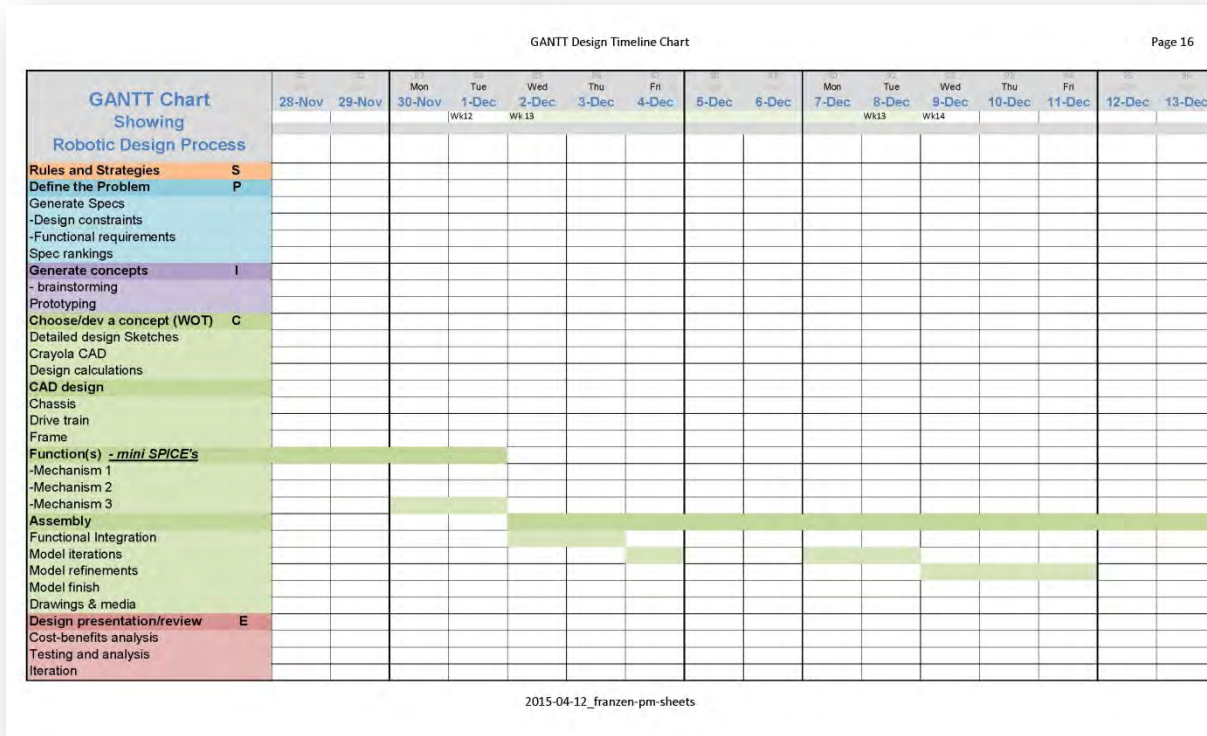 GANTT Design Timeline Chart
Page 16
GANTT Chart
Showing
Robotic Design Process
Mon Tue Wed Thu Fri Mon Tue Wed Thu Fri
28-Nov 29-Nov 30-Nov 1-Dec 2-Dec 3-Dec 4-Dec 5-Dec 6-Dec 7-Dec 8-Dec 9-Dec 10-Dec 11-Dec 12-Dec 13-Dec
Wk12 Wk 13 Wk13 Wk14
Rules and Strategies S
Define the Problem P
Generate Specs
-Design constraints
-Functional requirements
Spec rankings
Generate concepts I
- brainstorming
Prototyping
Choose/dev a concept (WOT) C
Detailed design Sketches
Crayola CAD
Design calculations
CAD design
Chassis
Drive train
Frame
Function(s) - mini SPICE's
-Mechanism 1
-Mechanism 2
-Mechanism 3
Assembly
Functional Integration
Model iterations
Model refinements
Model finish
Drawings & media
Design presentation/review E
Cost-benefits analysis
Testing and analysis
Iteration
2015-04-12_franzen-pm-sheets